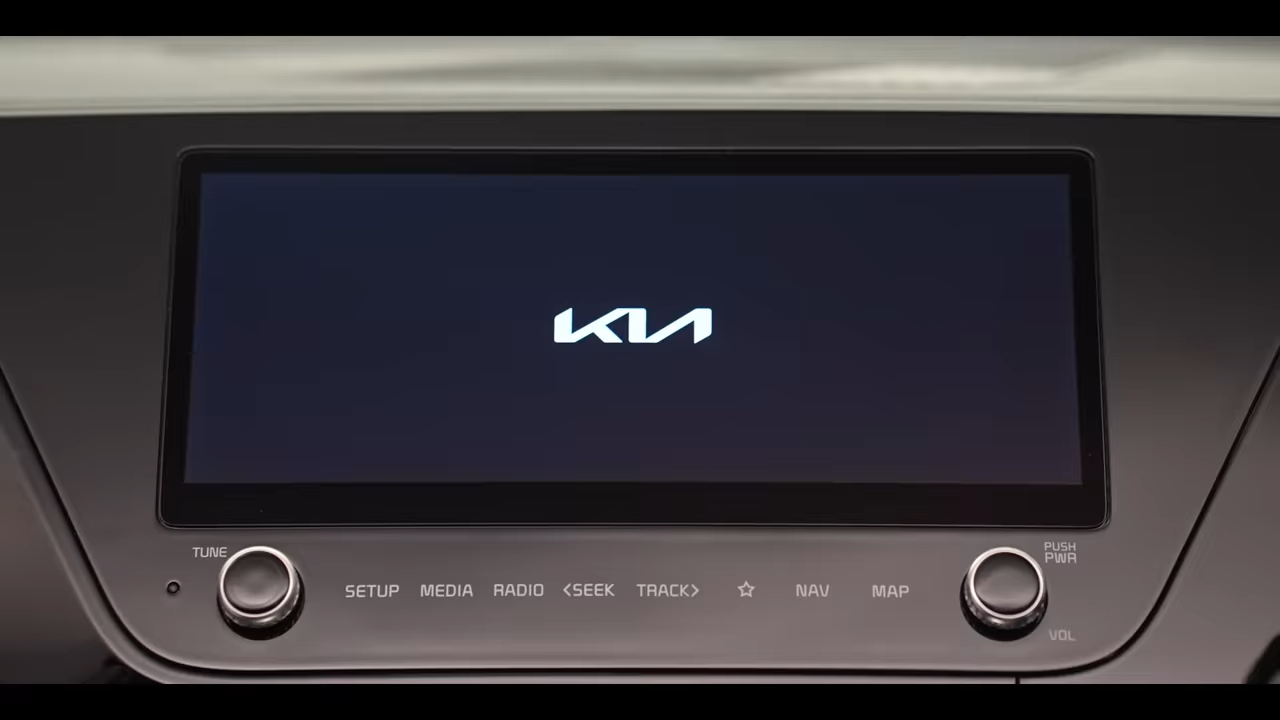 KIA
TUNE
PUSH
PWR
SETUP MEDIA RADIO <SEEK TRACK> ☆ NAV MAP
VOL